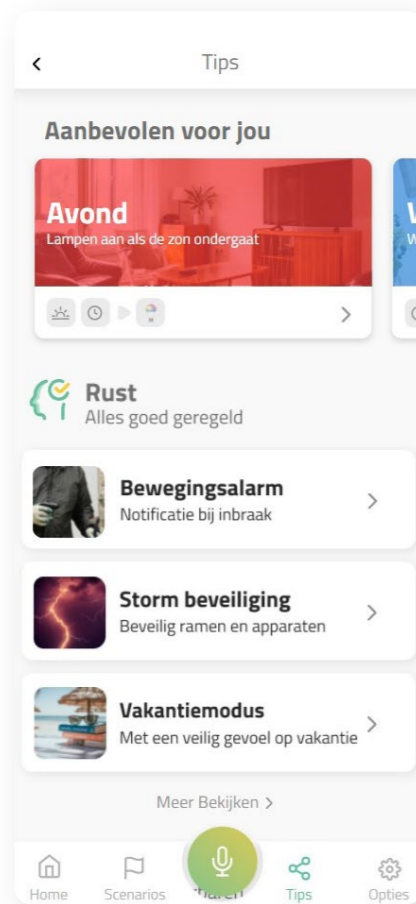 Tips
Aanbevolen voor jou
Avond
Lampen aan als de zon ondergaat
Rust
Alles goed geregeld
Bewegingsalarm
Notificatie bij inbraak
Storm beveiliging
Beveilig ramen en apparaten
Vakantiemodus
Met een veilig gevoel op vakantie
Meer Bekijken >
Home
Scenarios
Tips
Opties